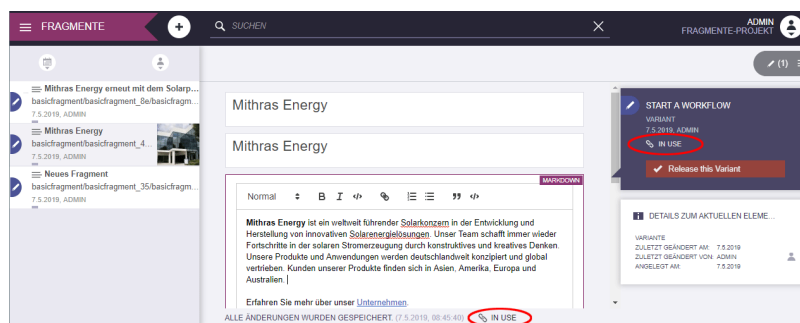 FRAGMENTE
SUCHEN
ADMIN
FRAGMENTE-PROJEKT
(1)
Mithras Energy erneut mit dem Solarp...
basicfragment/basicfragment_8e/basicfragm...
7.5.2019, ADMIN
Mithras Energy
basicfragment/basicfragment_4...
7.5.2019, ADMIN
Neues Fragment
basicfragment/basicfragment_35/basicfragm...
7.5.2019, ADMIN
Mithras Energy
Mithras Energy
MARKDOWN
Normal
Mithras Energy ist ein weltweit führender Solarkonzern in der Entwicklung und
Herstellung von innovativen Solarenergielösungen. Unser Team schafft immer wieder
Fortschritte in der solaren Stromerzeugung durch konstruktives und kreatives Denken.
Unsere Produkte und Anwendungen werden deutschlandweit konzipiert und global
vertrieben. Kunden unserer Produkte finden sich in Asien, Amerika, Europa und
Australien.
Erfahren Sie mehr über unser Unternehmen.
ALLE ÄNDERUNGEN WURDEN GESPEICHERT. (7.5.2019, 08:45:40) IN USE
START A WORKFLOW
VARIANT
7.5.2019, ADMIN
IN USE
Release this Variant
DETAILS ZUM AKTUELLEN ELEME...
VARIANTE
ZULETZT GEÄNDERT AM: 7.5.2019
ZULETZT GEÄNDERT VON: ADMIN
ANGELEGT AM: 7.5.2019